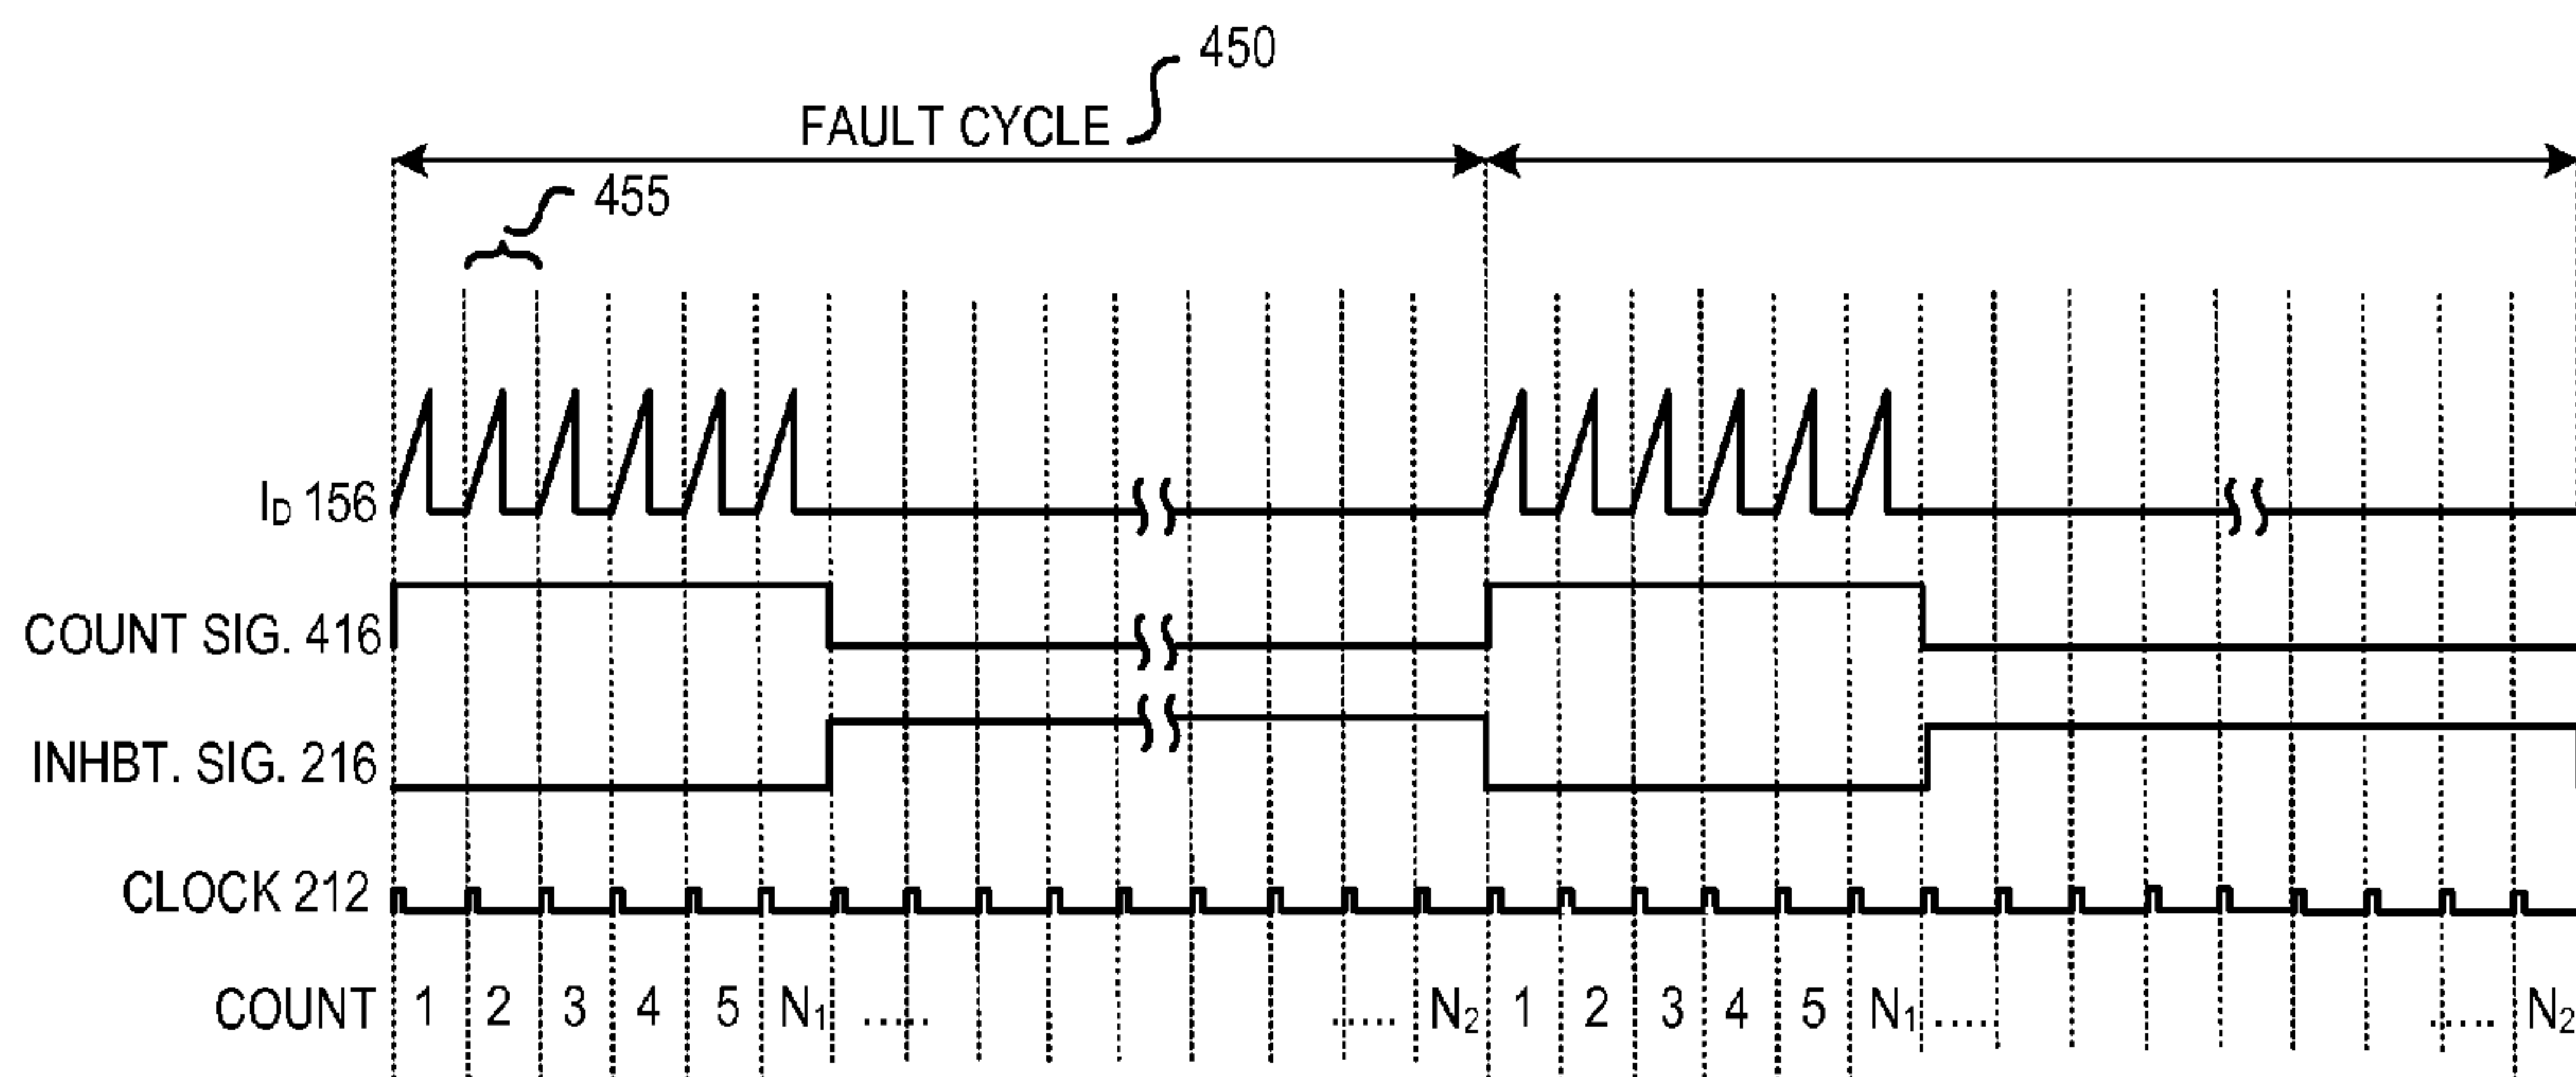 450
FAULT CYCLE
455
I_D 156
COUNT SIG. 416
INHBT. SIG. 216
CLOCK 212
COUNT 1 2 3 4 5 N₁ ..... ..... N₂ 1 2 3 4 5 N₁ ..... ..... N₂